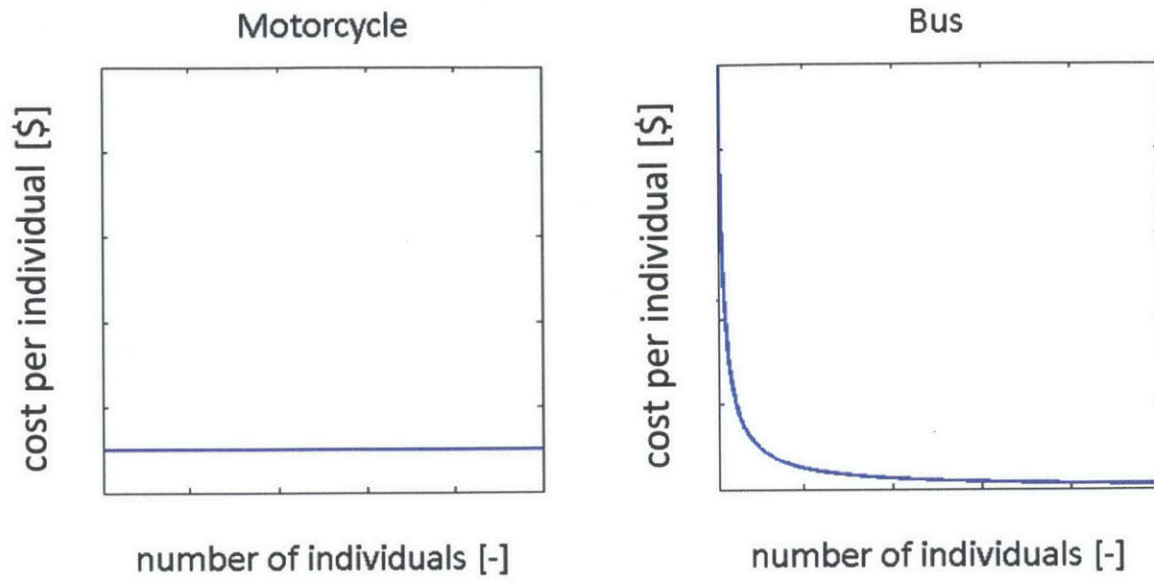 Motorcycle
cost per individual [$]
number of individuals [-]
Bus
cost per individual [$]
number of individuals [-]